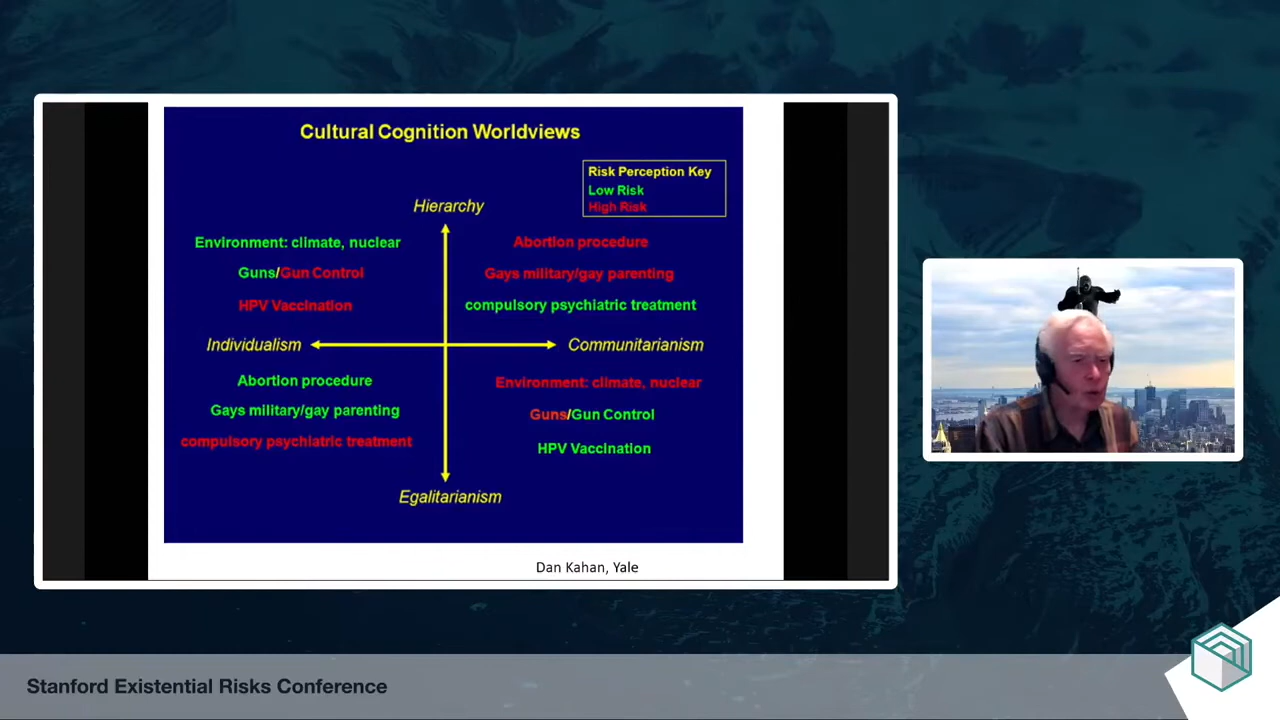 Cultural Cognition Worldviews
Risk Perception Key
Low Risk
High Risk
Hierarchy
Environment: climate, nuclear
Guns/Gun Control
HPV Vaccination
Abortion procedure
Gays military/gay parenting
compulsory psychiatric treatment
Individualism
Communitarianism
Abortion procedure
Gays military/gay parenting
compulsory psychiatric treatment
Environment: climate, nuclear
Guns/Gun Control
HPV Vaccination
Egalitarianism
Dan Kahan, Yale
Stanford Existential Risks Conference